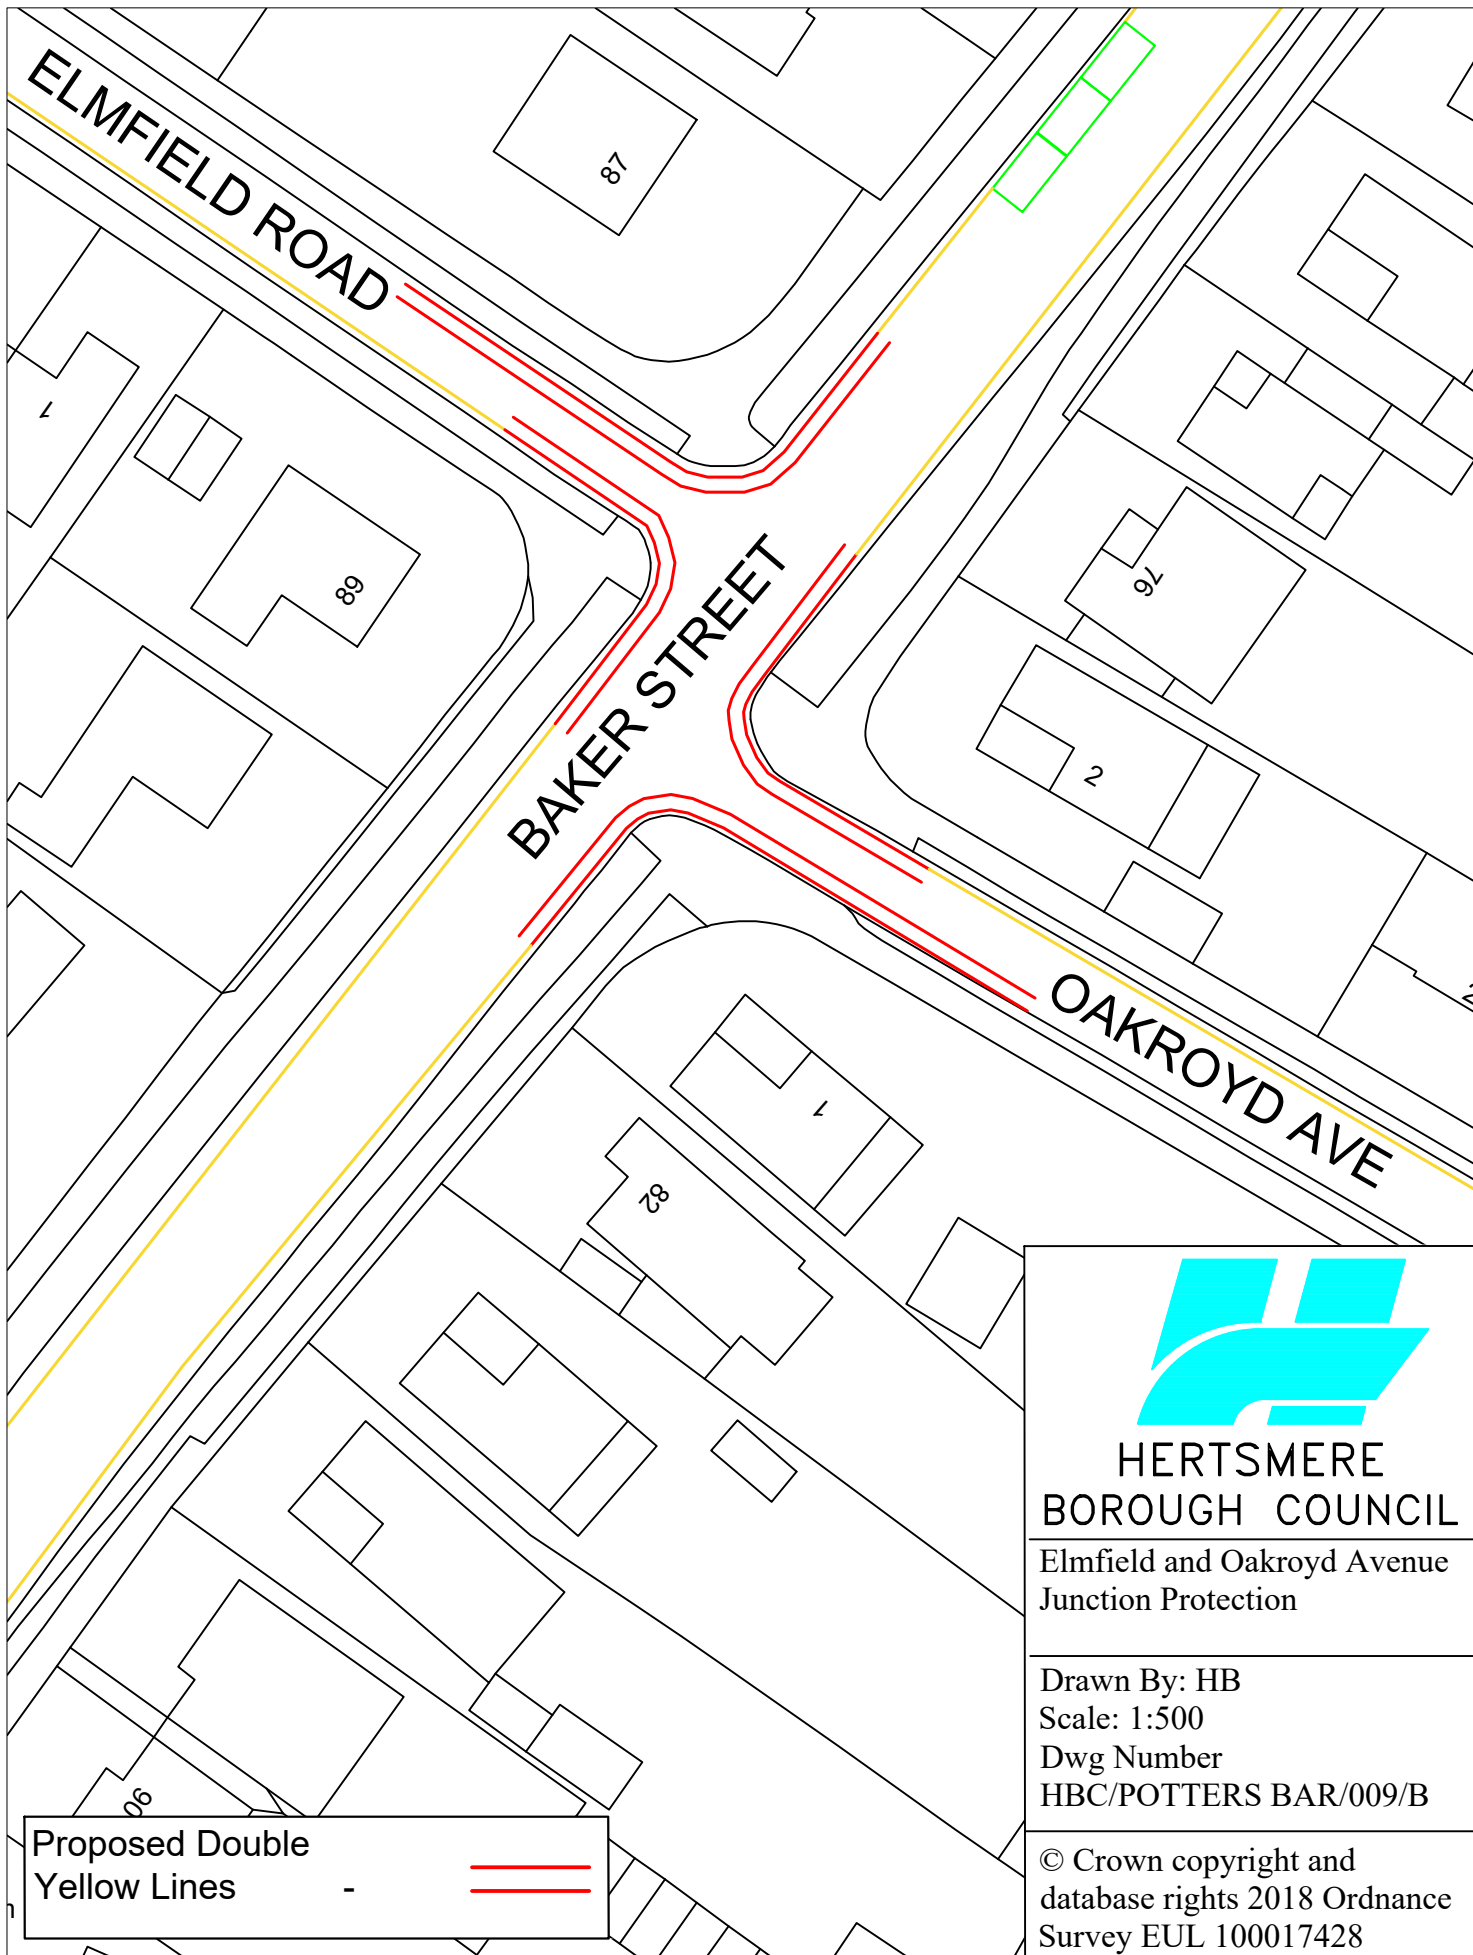 ELMFIELD ROAD
87
1
89
BAKER STREET
76
2
OAKROYD AVE
1
82
HERTSMERE
BOROUGH COUNCIL
Elmfield and Oakroyd Avenue
Junction Protection
Drawn By: HB
Scale: 1:500
Dwg Number
HBC/POTTERS BAR/009/B
© Crown copyright and
database rights 2018 Ordnance
Survey EUL 100017428
90
Proposed Double
Yellow Lines -